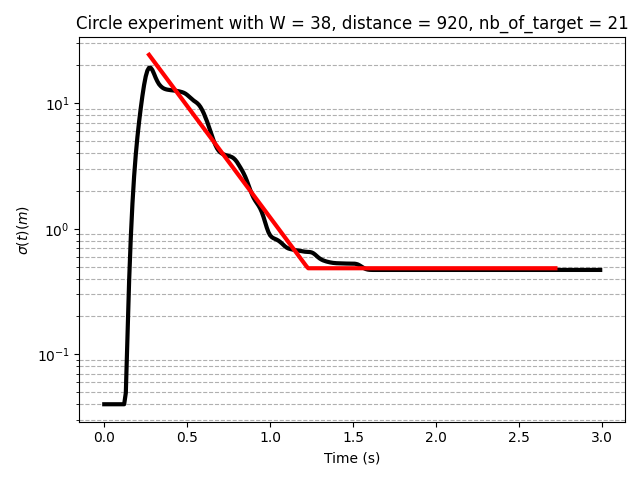 Circle experiment with W = 38, distance = 920, nb_of_target = 21
σ(t)(m)
10¹
10⁰
10⁻¹
0.0 0.5 1.0 1.5 2.0 2.5 3.0
Time (s)